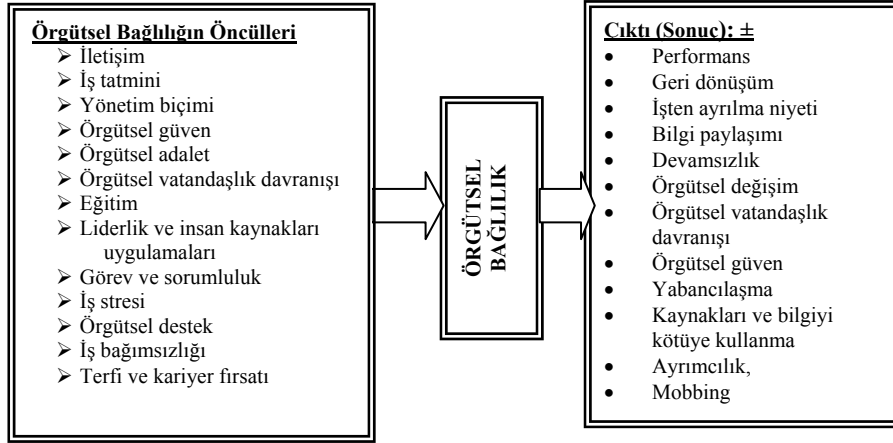 Örgütsel Bağlılığın Öncülleri
➢ İletişim
➢ İş tatmini
➢ Yönetim biçimi
➢ Örgütsel güven
➢ Örgütsel adalet
➢ Örgütsel vatandaşlık davranışı
➢ Eğitim
➢ Liderlik ve insan kaynakları
uygulamaları
➢ Görev ve sorumluluk
➢ İş stresi
➢ Örgütsel destek
➢ İş bağımsızlığı
➢ Terfi ve kariyer fırsatı
ÖRGÜTSEL
BAĞLILIK
Çıktı (Sonuç): ±
• Performans
• Geri dönüşüm
• İşten ayrılma niyeti
• Bilgi paylaşımı
• Devamsızlık
• Örgütsel değişim
• Örgütsel vatandaşlık
davranışı
• Örgütsel güven
• Yabancılaşma
• Kaynakları ve bilgiyi
kötüye kullanma
• Ayrımcılık,
• Mobbing